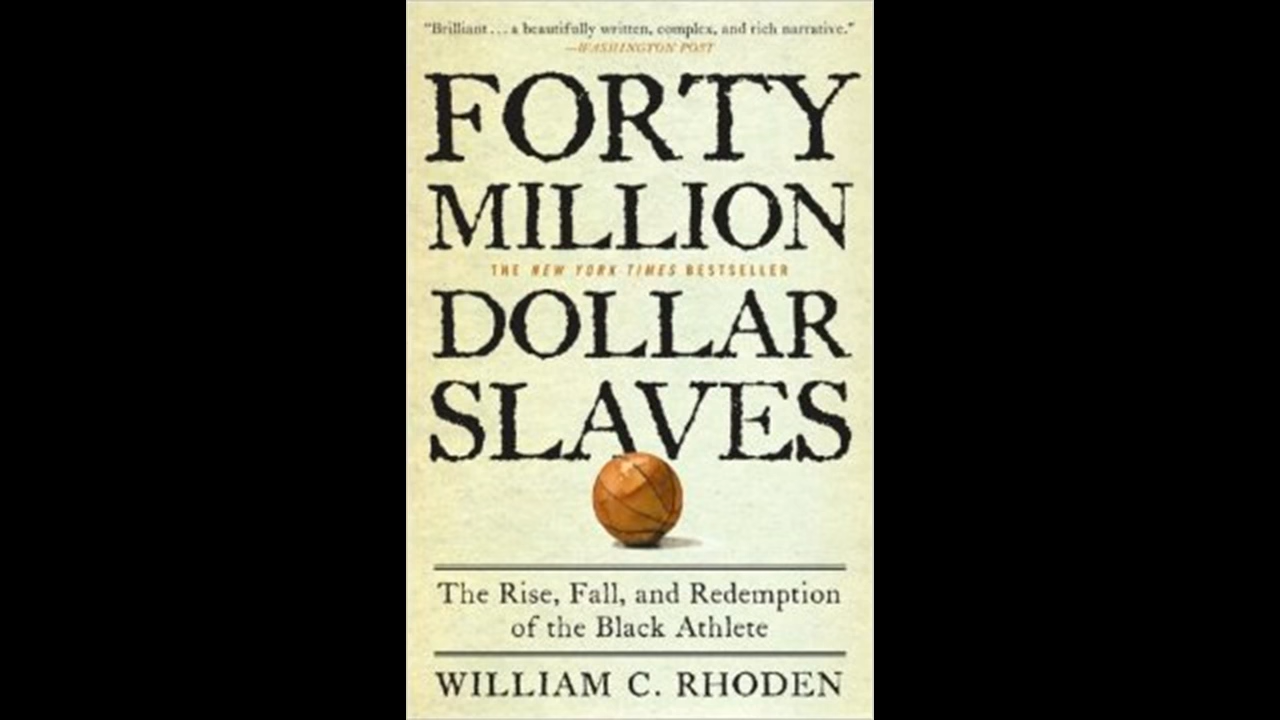 "Brilliant... a beautifully written, complex, and rich narrative."
—WASHINGTON POST
FORTY
MILLION
THE NEW YORK TIMES BESTSELLER
DOLLAR
SLAVES
The Rise, Fall, and Redemption
of the Black Athlete
WILLIAM C. RHODEN